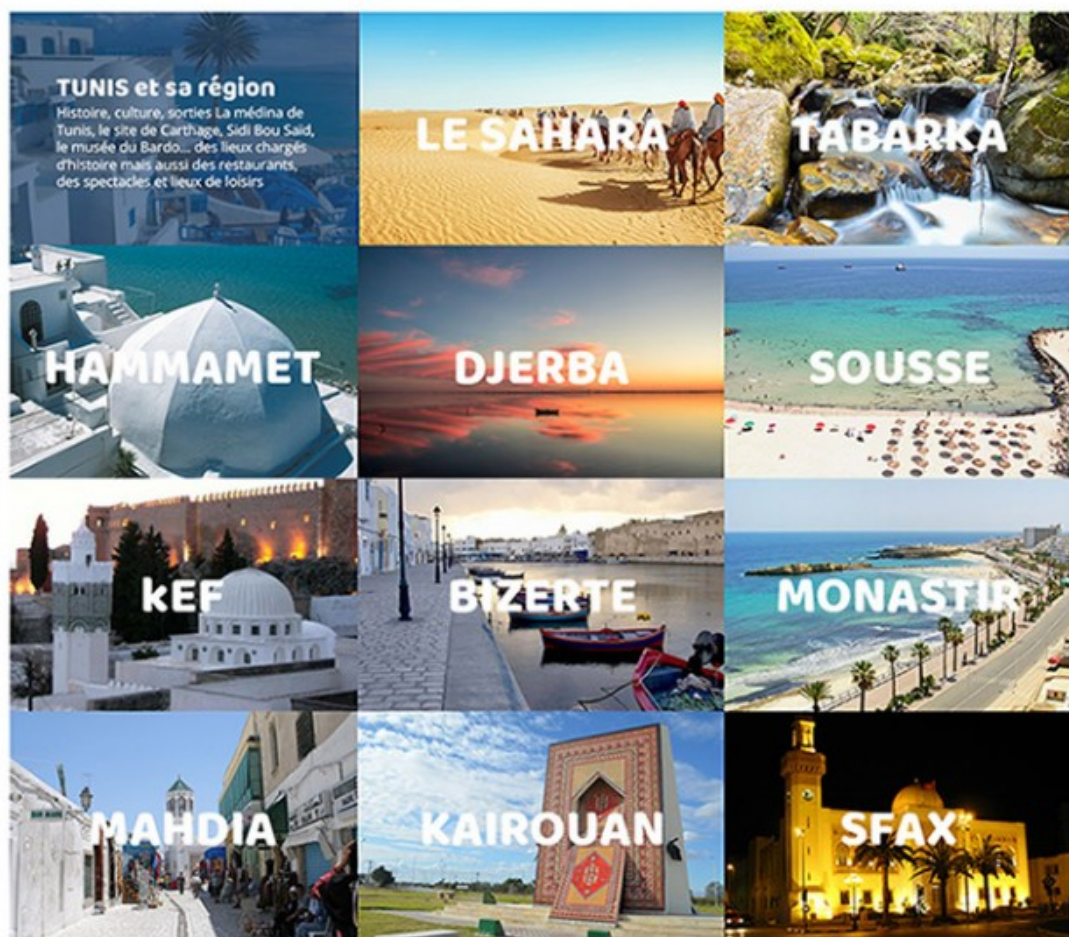 TUNIS et sa région
Histoire, culture, sorties La médina de
Tunis, le site de Carthage, Sidi Bou Saïd,
le musée du Bardo... des lieux chargés
d'histoire mais aussi des restaurants,
des spectacles et lieux de loisirs
LE SAHARA
TABARKA
HAMMAMET
DJERBA
SOUSSE
kEF
BIZERTE
MONASTIR
MAHDIA
KAIROUAN
SFAX